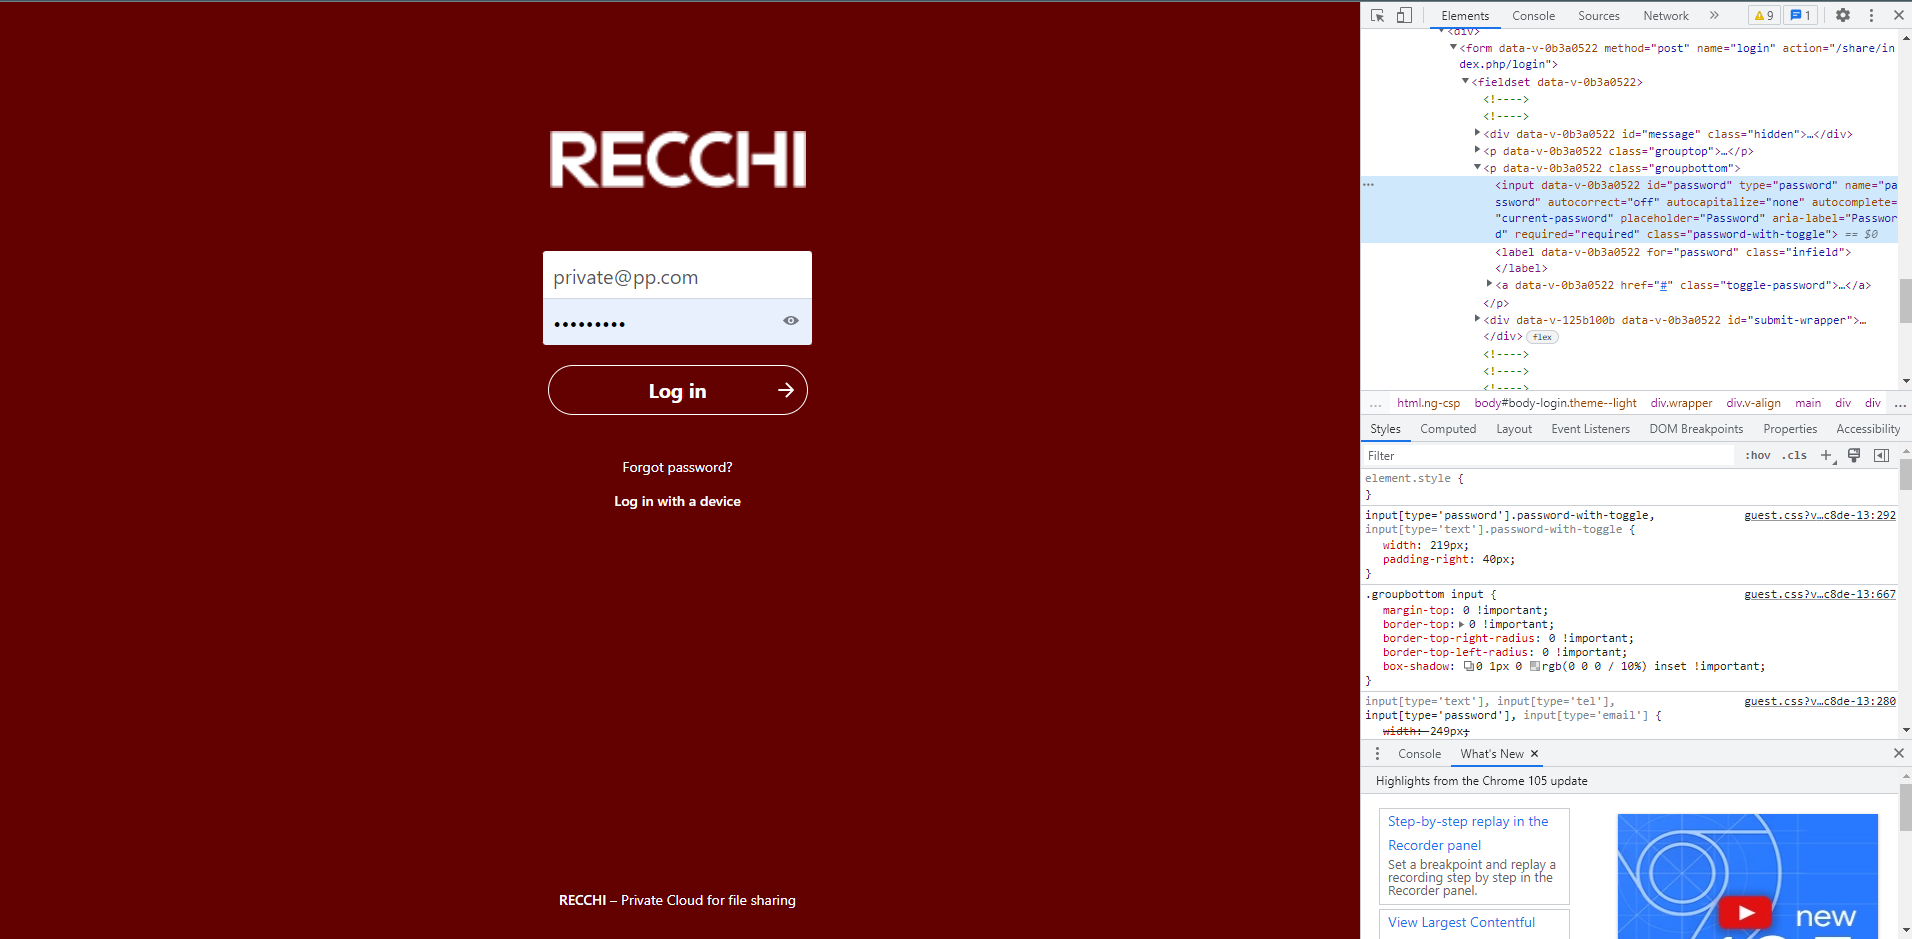 RECCHI
private@pp.com
•••••••••
Log in
Forgot password?
Log in with a device
RECCHI – Private Cloud for file sharing
Elements Console Sources Network » 9 1
<div>
<form data-v-0b3a0522 method="post" name="login" action="/share/in
dex.php/login">
<fieldset data-v-0b3a0522>
<!---->
<!---->
<div data-v-0b3a0522 id="message" class="hidden">…</div>
<p data-v-0b3a0522 class="grouptop">…</p>
<p data-v-0b3a0522 class="groupbottom">
<input data-v-0b3a0522 id="password" type="password" name="pa
ssword" autocorrect="off" autocapitalize="none" autocomplete=
"current-password" placeholder="Password" aria-label="Passwor
d" required="required" class="password-with-toggle"> == $0
<label data-v-0b3a0522 for="password" class="infield">
</label>
<a data-v-0b3a0522 href="#" class="toggle-password">…</a>
</p>
<div data-v-125b100b data-v-0b3a0522 id="submit-wrapper">…
</div> flex
<!---->
<!---->
<!---->
… html.ng-csp body#body-login.theme--light div.wrapper div.v-align main div div …
Styles Computed Layout Event Listeners DOM Breakpoints Properties Accessibility
Filter :hov .cls +
element.style {
}
input[type='password'].password-with-toggle, guest.css?v…c8de-13:292
input[type='text'].password-with-toggle {
width: 219px;
padding-right: 40px;
}
.groupbottom input { guest.css?v…c8de-13:667
margin-top: 0 !important;
border-top: 0 !important;
border-top-right-radius: 0 !important;
border-top-left-radius: 0 !important;
box-shadow: 0 1px 0 rgb(0 0 0 / 10%) inset !important;
}
input[type='text'], input[type='tel'], guest.css?v…c8de-13:280
input[type='password'], input[type='email'] {
width: 249px;
Console What's New
Highlights from the Chrome 105 update
Step-by-step replay in the
Recorder panel
Set a breakpoint and replay a
recording step by step in the
Recorder panel.
View Largest Contentful
new